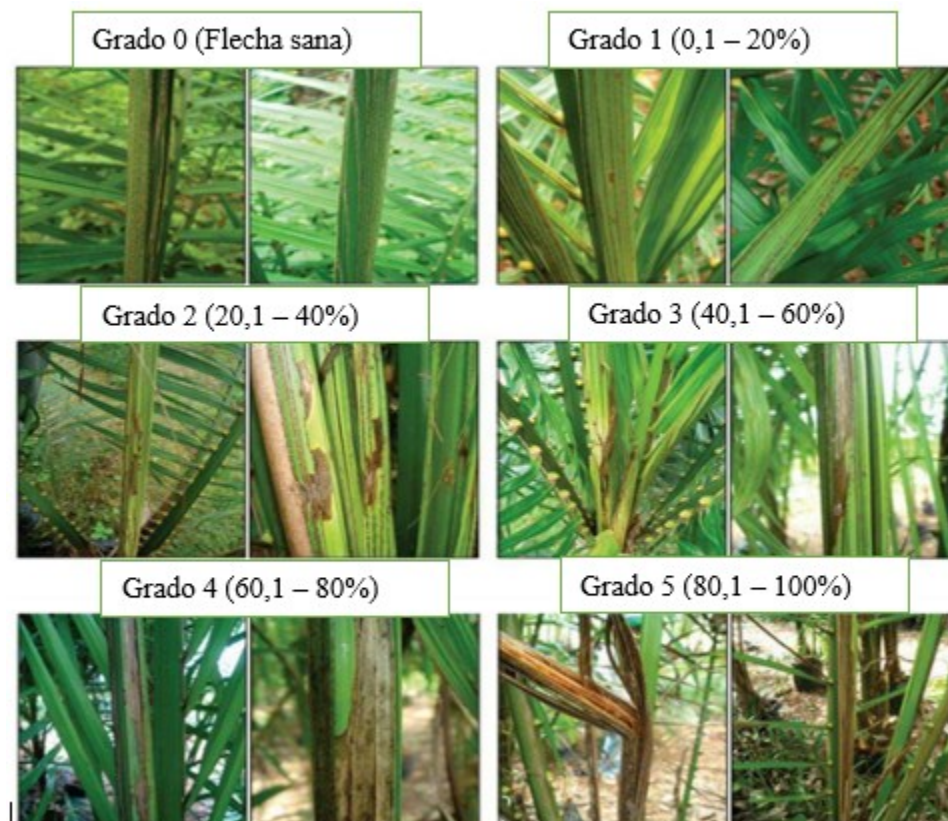 Grado 0 (Flecha sana)
Grado 1 (0,1 – 20%)
Grado 2 (20,1 – 40%)
Grado 3 (40,1 – 60%)
Grado 4 (60,1 – 80%)
Grado 5 (80,1 – 100%)